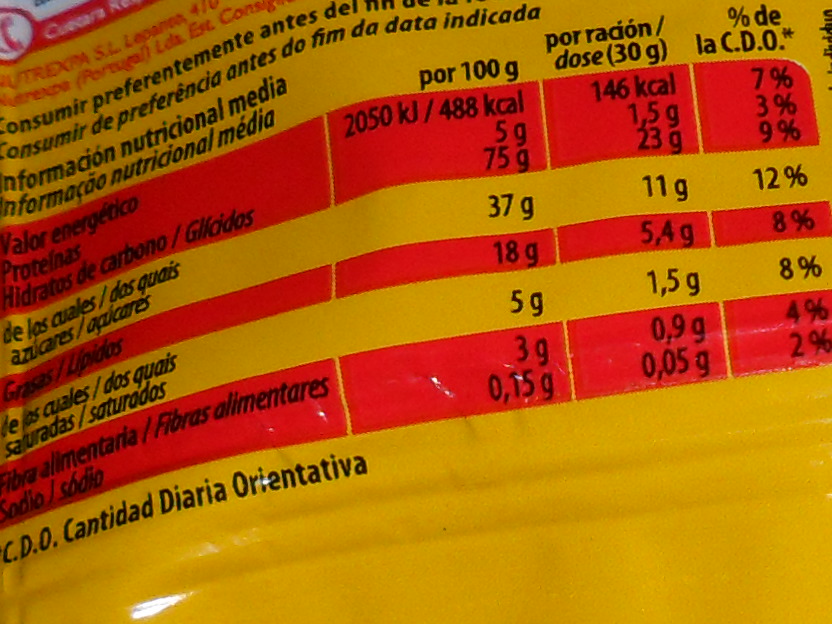 Cuétara
NUTREXPA S.L. Lepanto, 410
(Portugal) Lda. Est. Consig
Consumir preferentemente antes del fin de la
Consumir de preferência antes do fim da data indicada
Información nutricional media
Informação nutricional média
por 100 g
por ración / dose (30 g)
% de la C.D.O.*
Valor energético 2050 kJ / 488 kcal 146 kcal 7 %
Proteínas 5 g 1,5 g 3 %
Hidratos de carbono / Glícidos 75 g 23 g 9 %
de los cuales / dos quais
azúcares / açúcares 37 g 11 g 12 %
Grasas / Lípidos 18 g 5,4 g 8 %
de los cuales / dos quais
saturadas / saturados 5 g 1,5 g 8 %
Fibra alimentaria / Fibras alimentares 3 g 0,9 g 4 %
Sodio / sódio 0,15 g 0,05 g 2 %
*C.D.O. Cantidad Diaria Orientativa